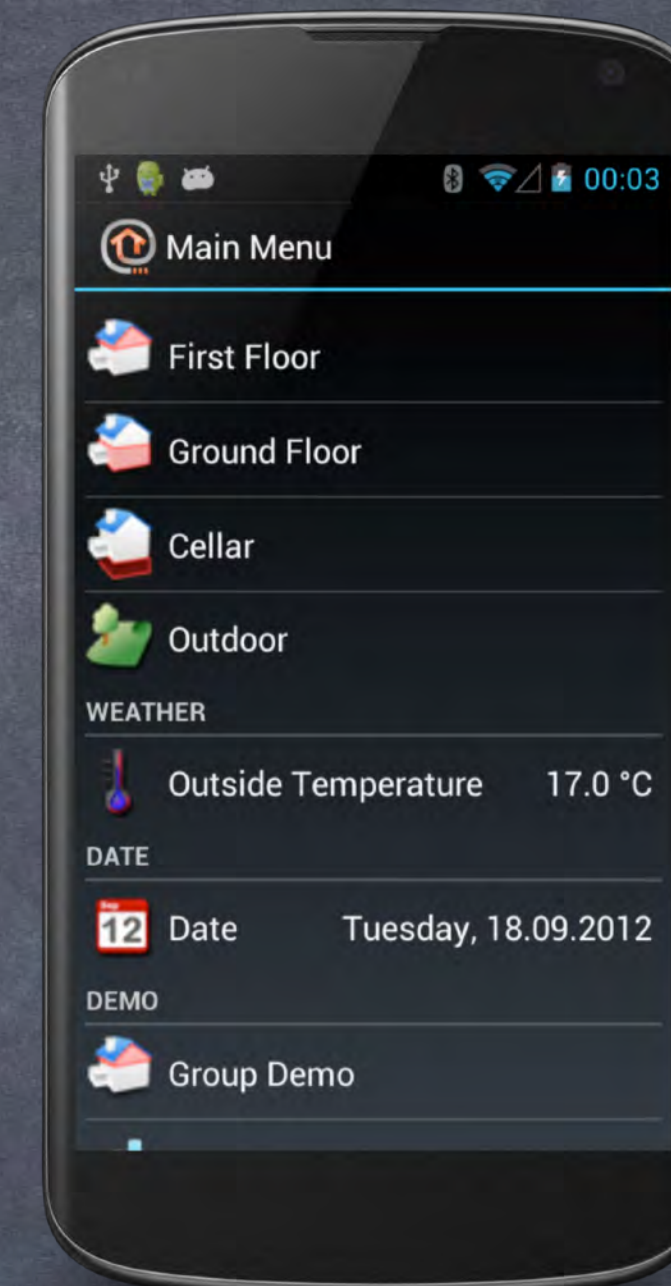 00:03
Main Menu
First Floor
Ground Floor
Cellar
Outdoor
WEATHER
Outside Temperature 17.0 °C
DATE
Sep
12
Date Tuesday, 18.09.2012
DEMO
Group Demo